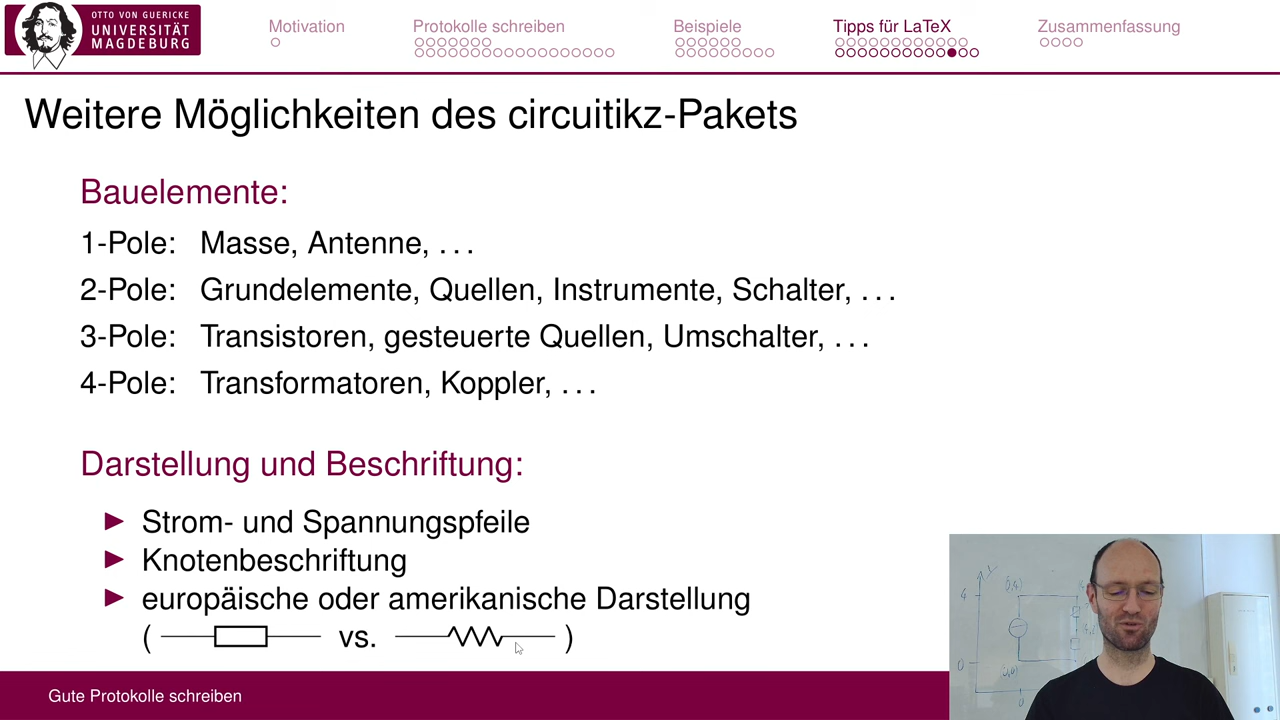 OTTO VON GUERICKE
UNIVERSITÄT
MAGDEBURG
Motivation
Protokolle schreiben
Beispiele
Tipps für LaTeX
Zusammenfassung
Weitere Möglichkeiten des circuitikz-Pakets
Bauelemente:
1-Pole: Masse, Antenne, . . .
2-Pole: Grundelemente, Quellen, Instrumente, Schalter, . . .
3-Pole: Transistoren, gesteuerte Quellen, Umschalter, . . .
4-Pole: Transformatoren, Koppler, . . .
Darstellung und Beschriftung:
Strom- und Spannungspfeile
Knotenbeschriftung
europäische oder amerikanische Darstellung
( vs. )
Gute Protokolle schreiben